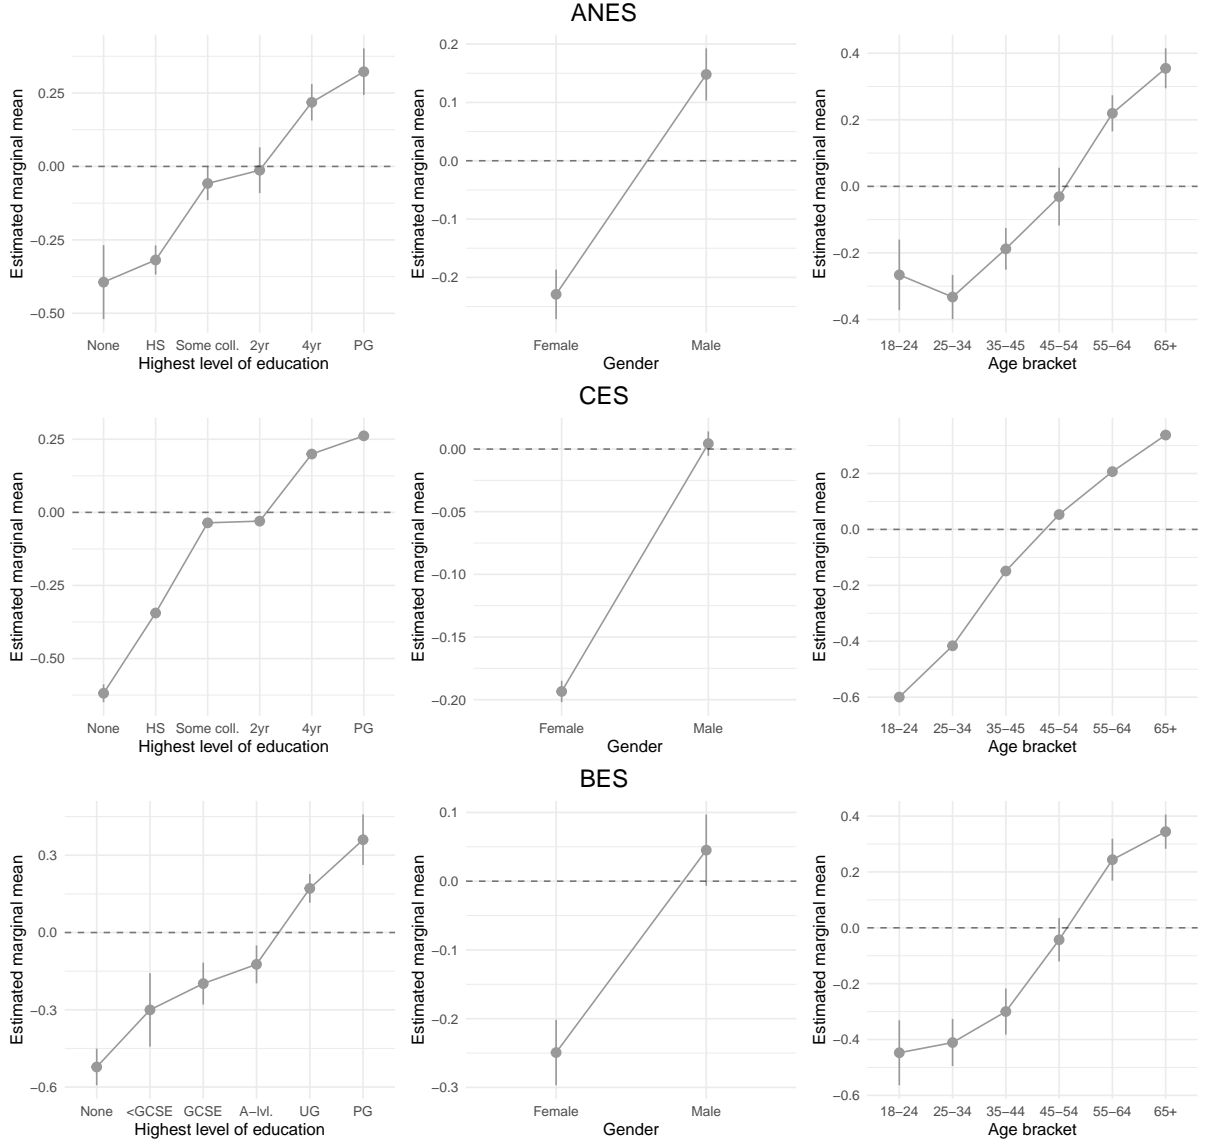 ANES
Estimated marginal mean
0.25
0.00
−0.25
−0.50
None HS Some coll. 2yr 4yr PG
Highest level of education
Estimated marginal mean
0.2
0.1
0.0
−0.1
−0.2
Female Male
Gender
Estimated marginal mean
0.4
0.2
0.0
−0.2
−0.4
18−24 25−34 35−45 45−54 55−64 65+
Age bracket
CES
Estimated marginal mean
0.25
0.00
−0.25
−0.50
None HS Some coll. 2yr 4yr PG
Highest level of education
Estimated marginal mean
0.00
−0.05
−0.10
−0.15
−0.20
Female Male
Gender
Estimated marginal mean
0.2
0.0
−0.2
−0.4
−0.6
18−24 25−34 35−45 45−54 55−64 65+
Age bracket
BES
Estimated marginal mean
0.3
0.0
−0.3
−0.6
None <GCSE GCSE A−lvl. UG PG
Highest level of education
Estimated marginal mean
0.1
0.0
−0.1
−0.2
−0.3
Female Male
Gender
Estimated marginal mean
0.4
0.2
0.0
−0.2
−0.4
−0.6
18−24 25−34 35−44 45−54 55−64 65+
Age bracket